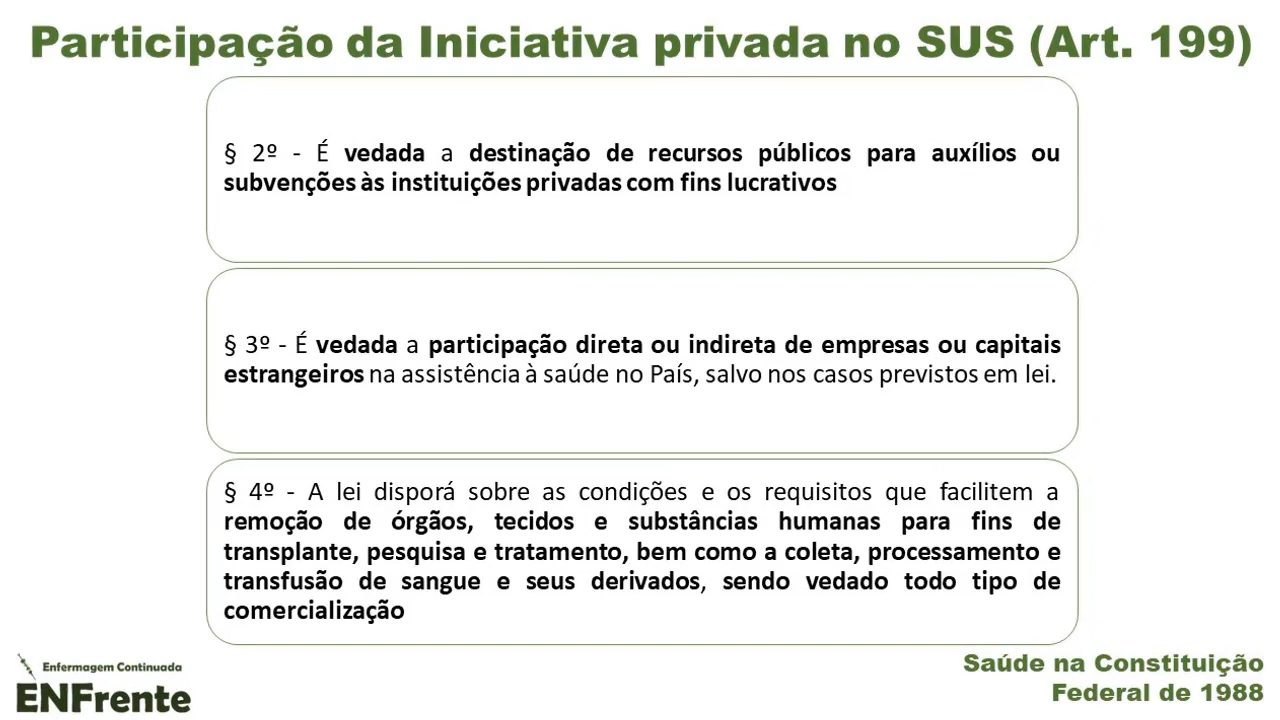 Participação da Iniciativa privada no SUS (Art. 199)
§ 2º - É vedada a destinação de recursos públicos para auxílios ou
subvenções às instituições privadas com fins lucrativos
§ 3º - É vedada a participação direta ou indireta de empresas ou capitais
estrangeiros na assistência à saúde no País, salvo nos casos previstos em lei.
§ 4º - A lei disporá sobre as condições e os requisitos que facilitem a
remoção de órgãos, tecidos e substâncias humanas para fins de
transplante, pesquisa e tratamento, bem como a coleta, processamento e
transfusão de sangue e seus derivados, sendo vedado todo tipo de
comercialização
Enfermagem Continuada
ENFrente
Saúde na Constituição
Federal de 1988